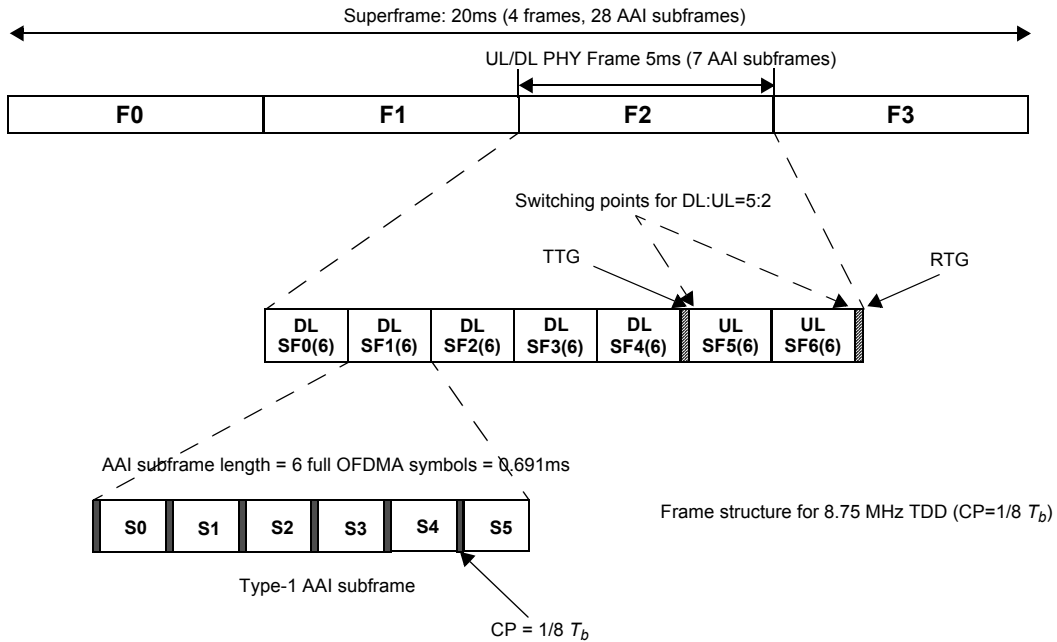 Superframe: 20ms (4 frames, 28 AAI subframes)
UL/DL PHY Frame 5ms (7 AAI subframes)
F0 F1 F2 F3
Switching points for DL:UL=5:2
TTG
RTG
DL DL DL DL DL UL UL
SF0(6) SF1(6) SF2(6) SF3(6) SF4(6) SF5(6) SF6(6)
AAI subframe length = 6 full OFDMA symbols = 0.691ms
S0 S1 S2 S3 S4 S5
Frame structure for 8.75 MHz TDD (CP=1/8 Tb)
Type-1 AAI subframe
CP = 1/8 Tb